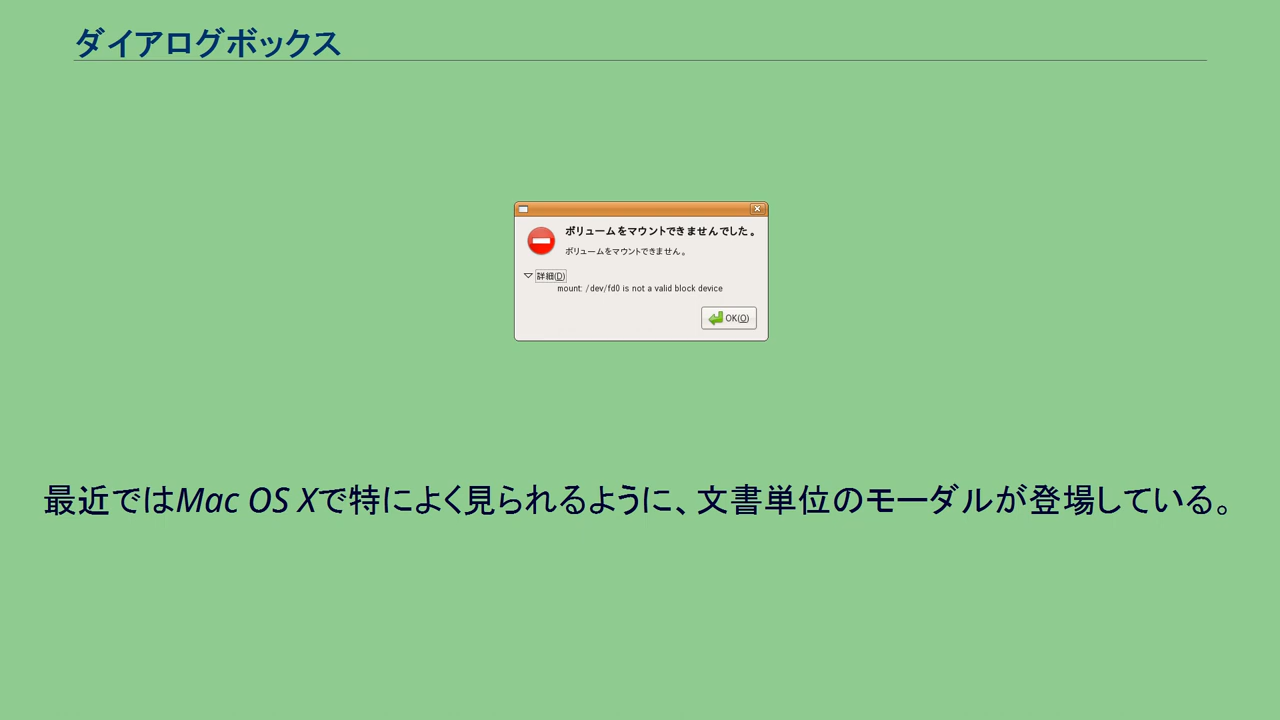 ダイアログボックス
ボリュームをマウントできませんでした。
ボリュームをマウントできません。
詳細(D)
mount: /dev/fd0 is not a valid block device
OK(O)
最近ではMac OS Xで特によく見られるように、文書単位のモーダルが登場している。